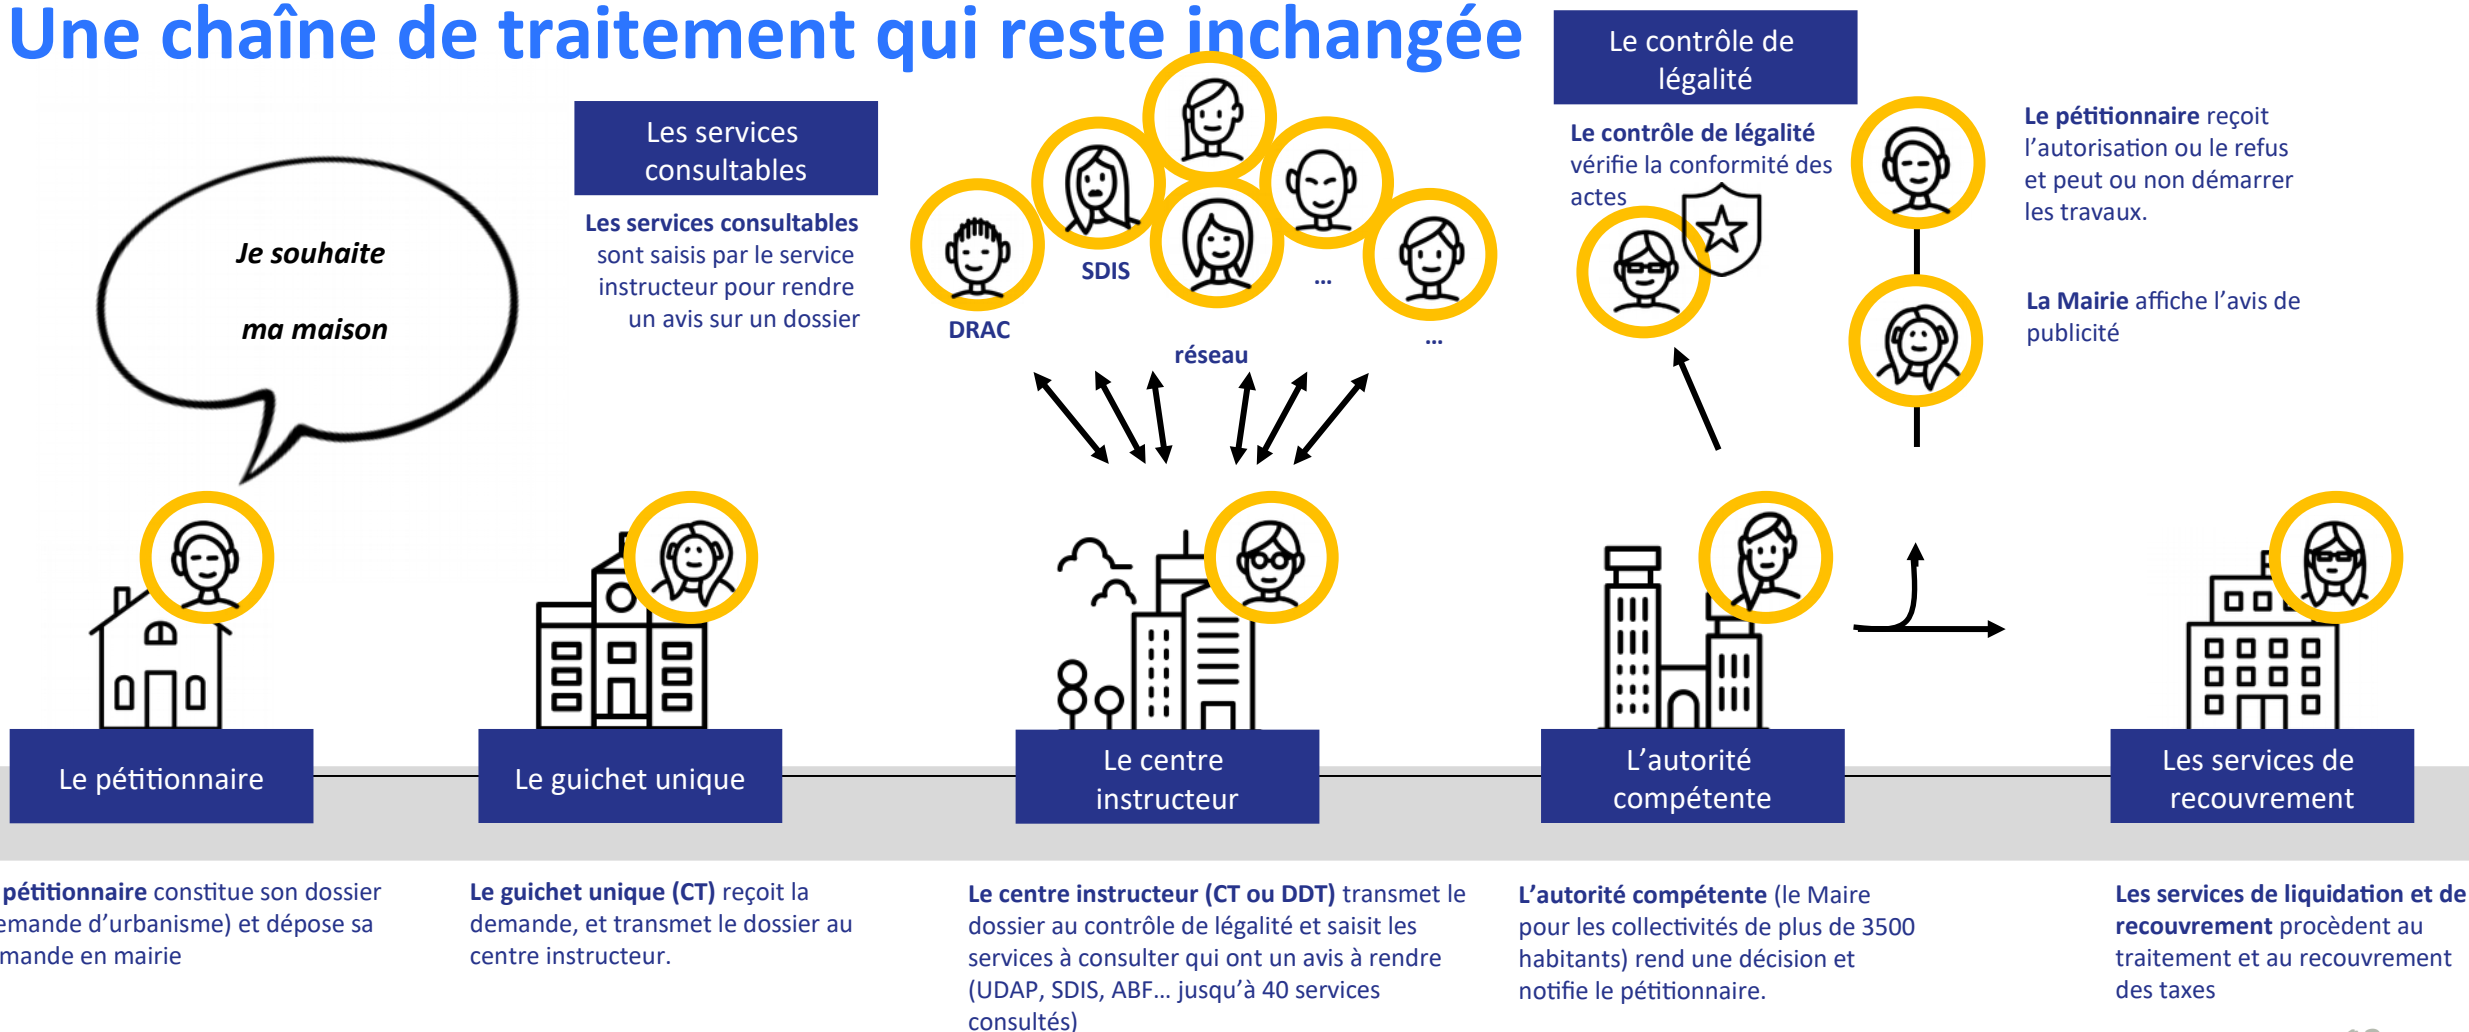 Une chaîne de traitement qui reste inchangée
Le contrôle de
légalité
Les services
consultables
Le contrôle de légalité
vérifie la conformité des
actes
Le pétitionnaire reçoit
l’autorisation ou le refus
et peut ou non démarrer
les travaux.
Les services consultables
sont saisis par le service
instructeur pour rendre
un avis sur un dossier
Je souhaite
ma maison
SDIS
...
DRAC
...
réseau
La Mairie affiche l’avis de
publicité
Le pétitionnaire
Le guichet unique
Le centre
instructeur
L’autorité
compétente
Les services de
recouvrement
pétitionnaire constitue son dossier
emande d’urbanisme) et dépose sa
mande en mairie
Le guichet unique (CT) reçoit la
demande, et transmet le dossier au
centre instructeur.
Le centre instructeur (CT ou DDT) transmet le
dossier au contrôle de légalité et saisit les
services à consulter qui ont un avis à rendre
(UDAP, SDIS, ABF... jusqu’à 40 services
consultés)
L’autorité compétente (le Maire
pour les collectivités de plus de 3500
habitants) rend une décision et
notifie le pétitionnaire.
Les services de liquidation et de
recouvrement procèdent au
traitement et au recouvrement
des taxes